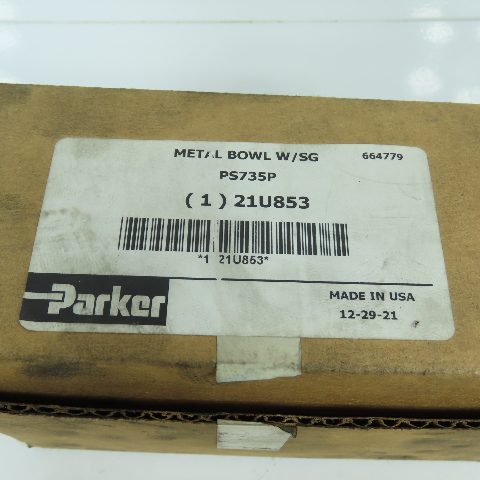 METAL BOWL W/SG 664779
PS735P
( 1 ) 21U853
*1 21U853*
Parker
MADE IN USA
12-29-21